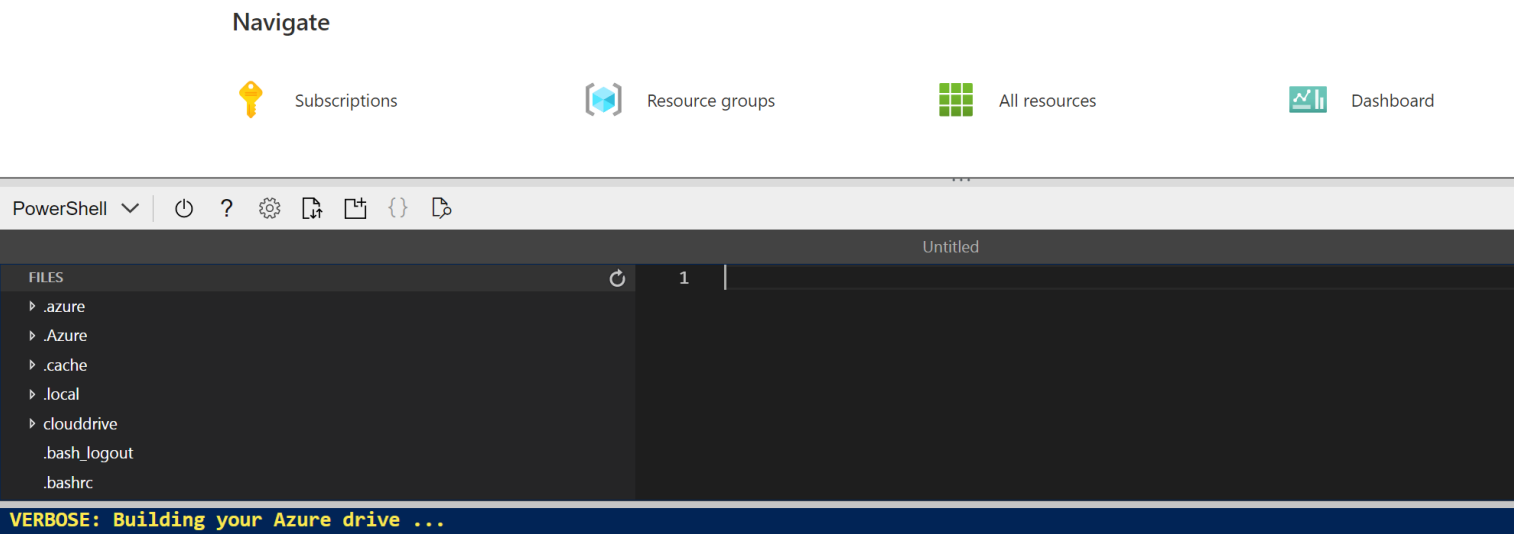 Navigate
Subscriptions Resource groups All resources Dashboard
PowerShell
Untitled
FILES 1
.azure
.Azure
.cache
.local
clouddrive
.bash_logout
.bashrc
VERBOSE: Building your Azure drive ...